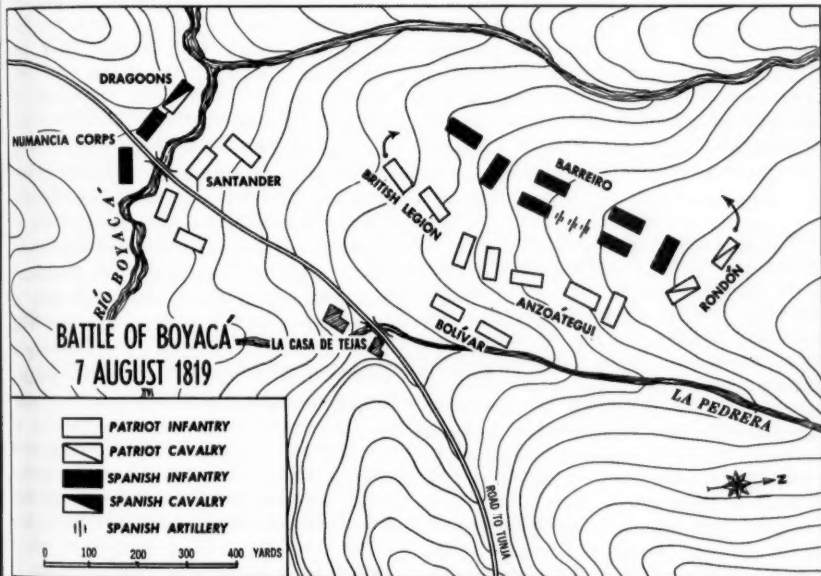 DRAGOONS
NUMANCIA CORPS
SANTANDER
BRITISH LEGION
BARREIRO
RONDÓN
ANZOÁTEGUI
BOLÍVAR
RÍO BOYACÁ
LA CASA DE TEJAS
LA PEDRERA
ROAD TO TUNJA
N
BATTLE OF BOYACÁ
7 AUGUST 1819
PATRIOT INFANTRY
PATRIOT CAVALRY
SPANISH INFANTRY
SPANISH CAVALRY
SPANISH ARTILLERY
0 100 200 300 400 YARDS